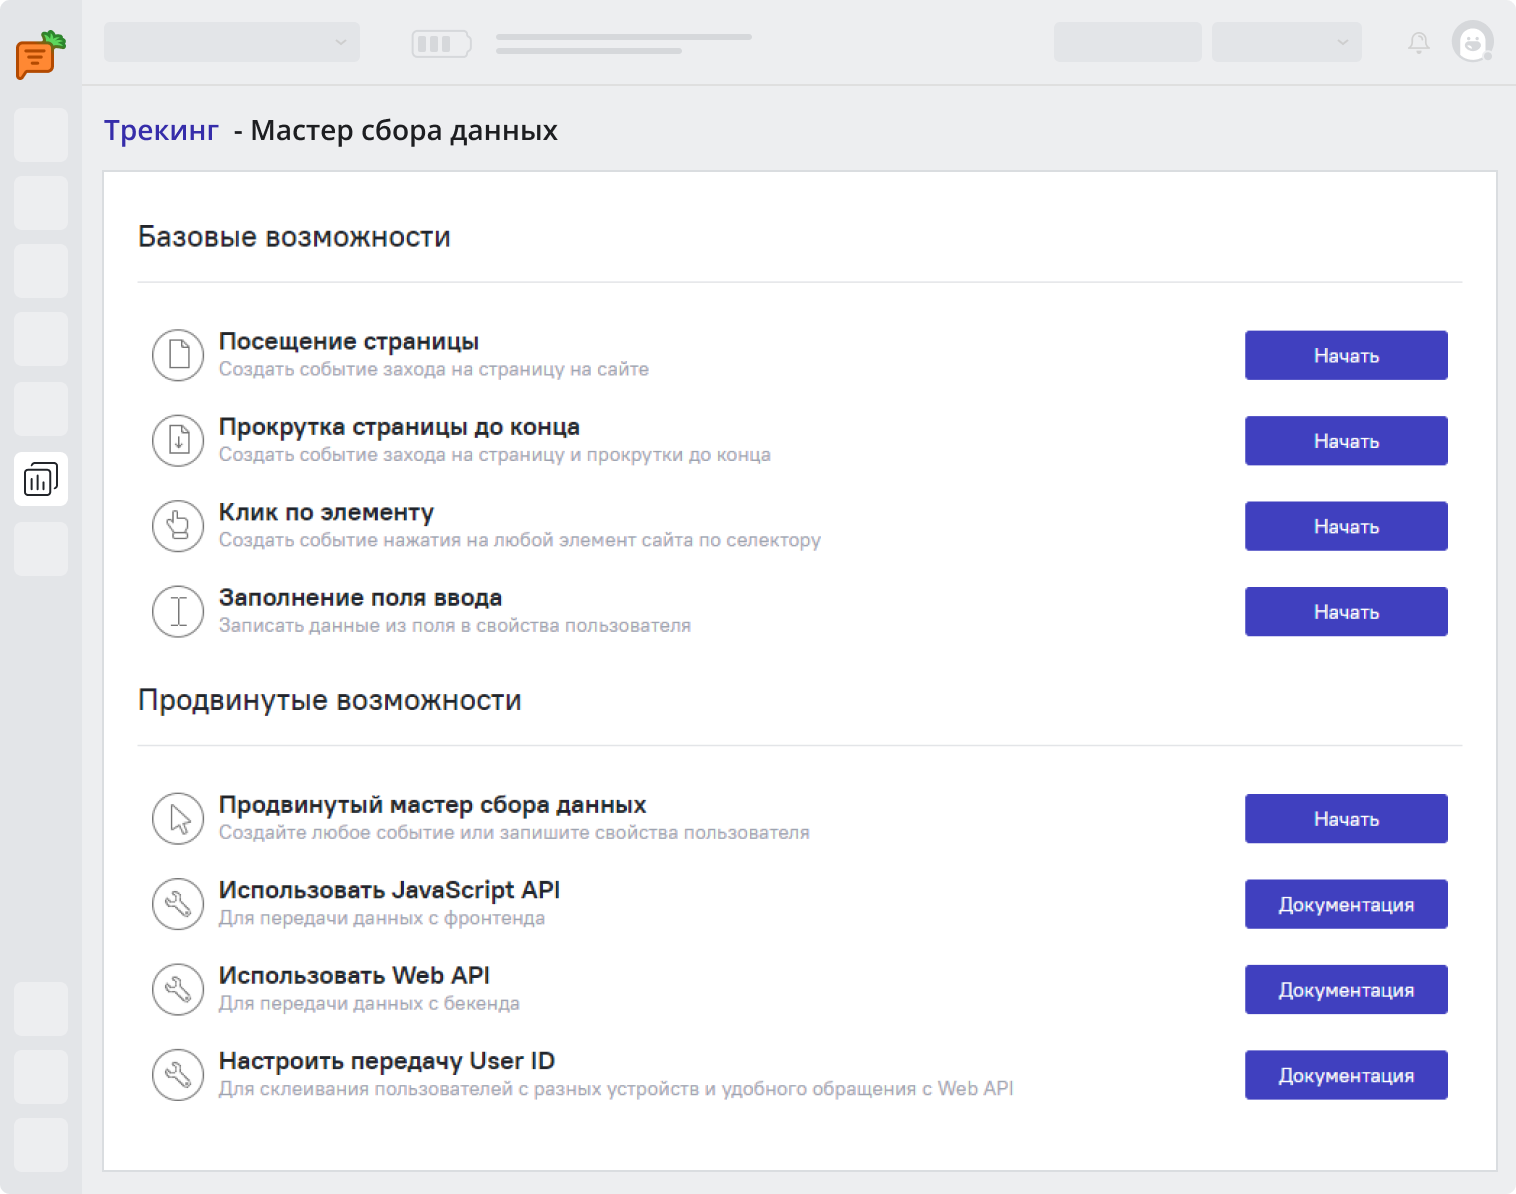 Трекинг - Мастер сбора данных
Базовые возможности
Посещение страницы
Создать событие захода на страницу на сайте
Начать
Прокрутка страницы до конца
Создать событие захода на страницу и прокрутки до конца
Начать
Клик по элементу
Создать событие нажатия на любой элемент сайта по селектору
Начать
Заполнение поля ввода
Записать данные из поля в свойства пользователя
Начать
Продвинутые возможности
Продвинутый мастер сбора данных
Создайте любое событие или запишите свойства пользователя
Начать
Использовать JavaScript API
Для передачи данных с фронтенда
Документация
Использовать Web API
Для передачи данных с бекенда
Документация
Настроить передачу User ID
Для склеивания пользователей с разных устройств и удобного обращения с Web API
Документация